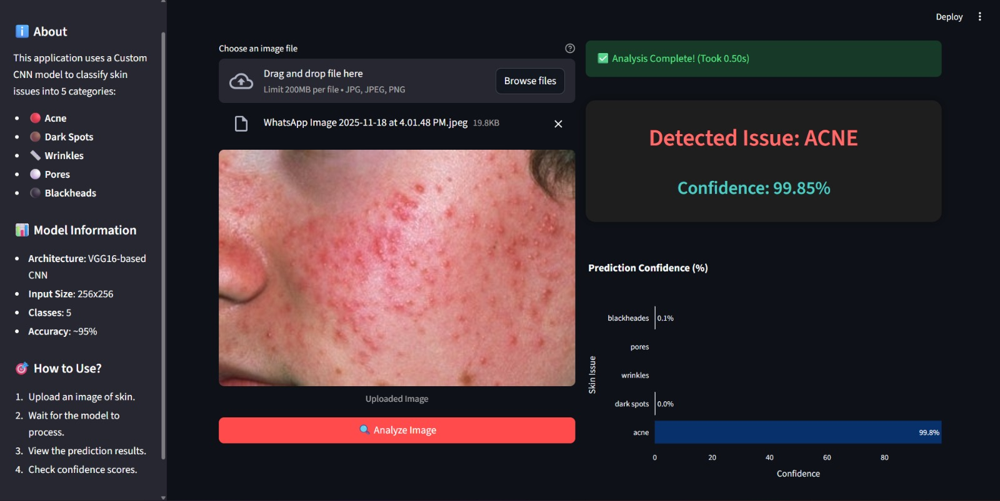 About
This application uses a Custom
CNN model to classify skin
issues into 5 categories:
Acne
Dark Spots
Wrinkles
Pores
Blackheads
Model Information
Architecture: VGG16-based
CNN
Input Size: 256x256
Classes: 5
Accuracy: ~95%
How to Use?
1. Upload an image of skin.
2. Wait for the model to
process.
3. View the prediction results.
4. Check confidence scores.
Deploy
Choose an image file
Drag and drop file here
Limit 200MB per file • JPG, JPEG, PNG
Browse files
WhatsApp Image 2025-11-18 at 4.01.48 PM.jpeg 19.8KB
Uploaded Image
Analyze Image
Analysis Complete! (Took 0.50s)
Detected Issue: ACNE
Confidence: 99.85%
Prediction Confidence (%)
Skin Issue
blackheades 0.1%
pores
wrinkles
dark spots 0.0%
acne 99.8%
0 20 40 60 80
Confidence